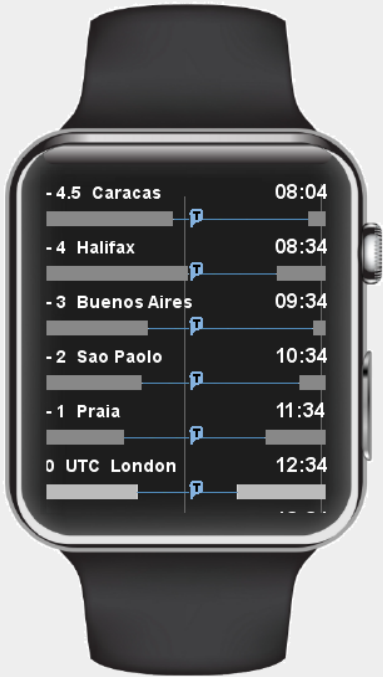 - 4.5 Caracas 08:04
T
- 4 Halifax 08:34
T
- 3 Buenos Aires 09:34
T
- 2 Sao Paolo 10:34
T
- 1 Praia 11:34
T
0 UTC London 12:34
T